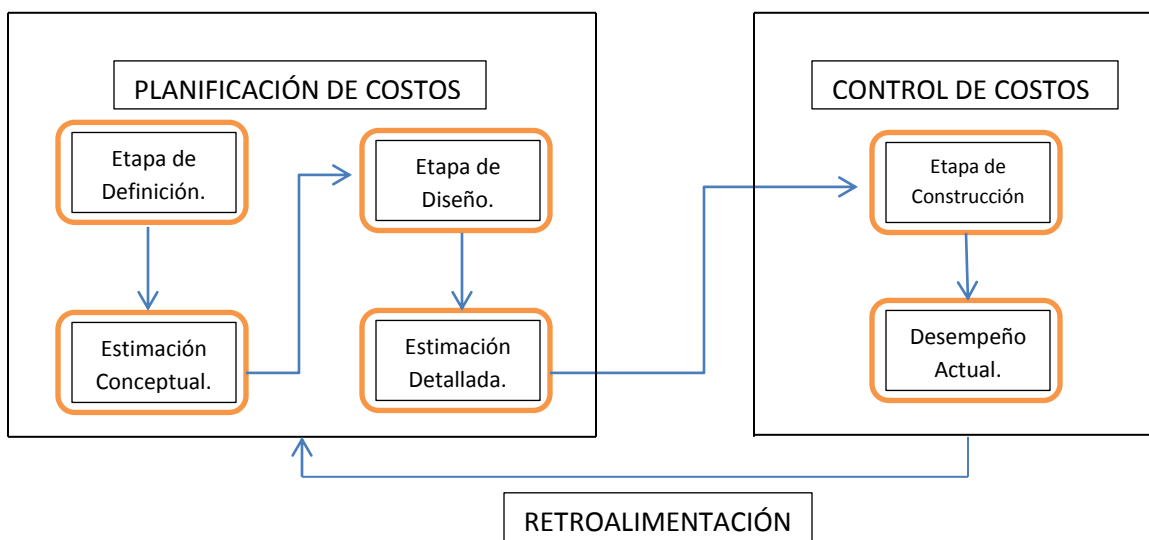 PLANIFICACIÓN DE COSTOS
Etapa de
Definición.
Estimación
Conceptual.
Etapa de
Diseño.
Estimación
Detallada.
CONTROL DE COSTOS
Etapa de
Construcción
Desempeño
Actual.
RETROALIMENTACIÓN